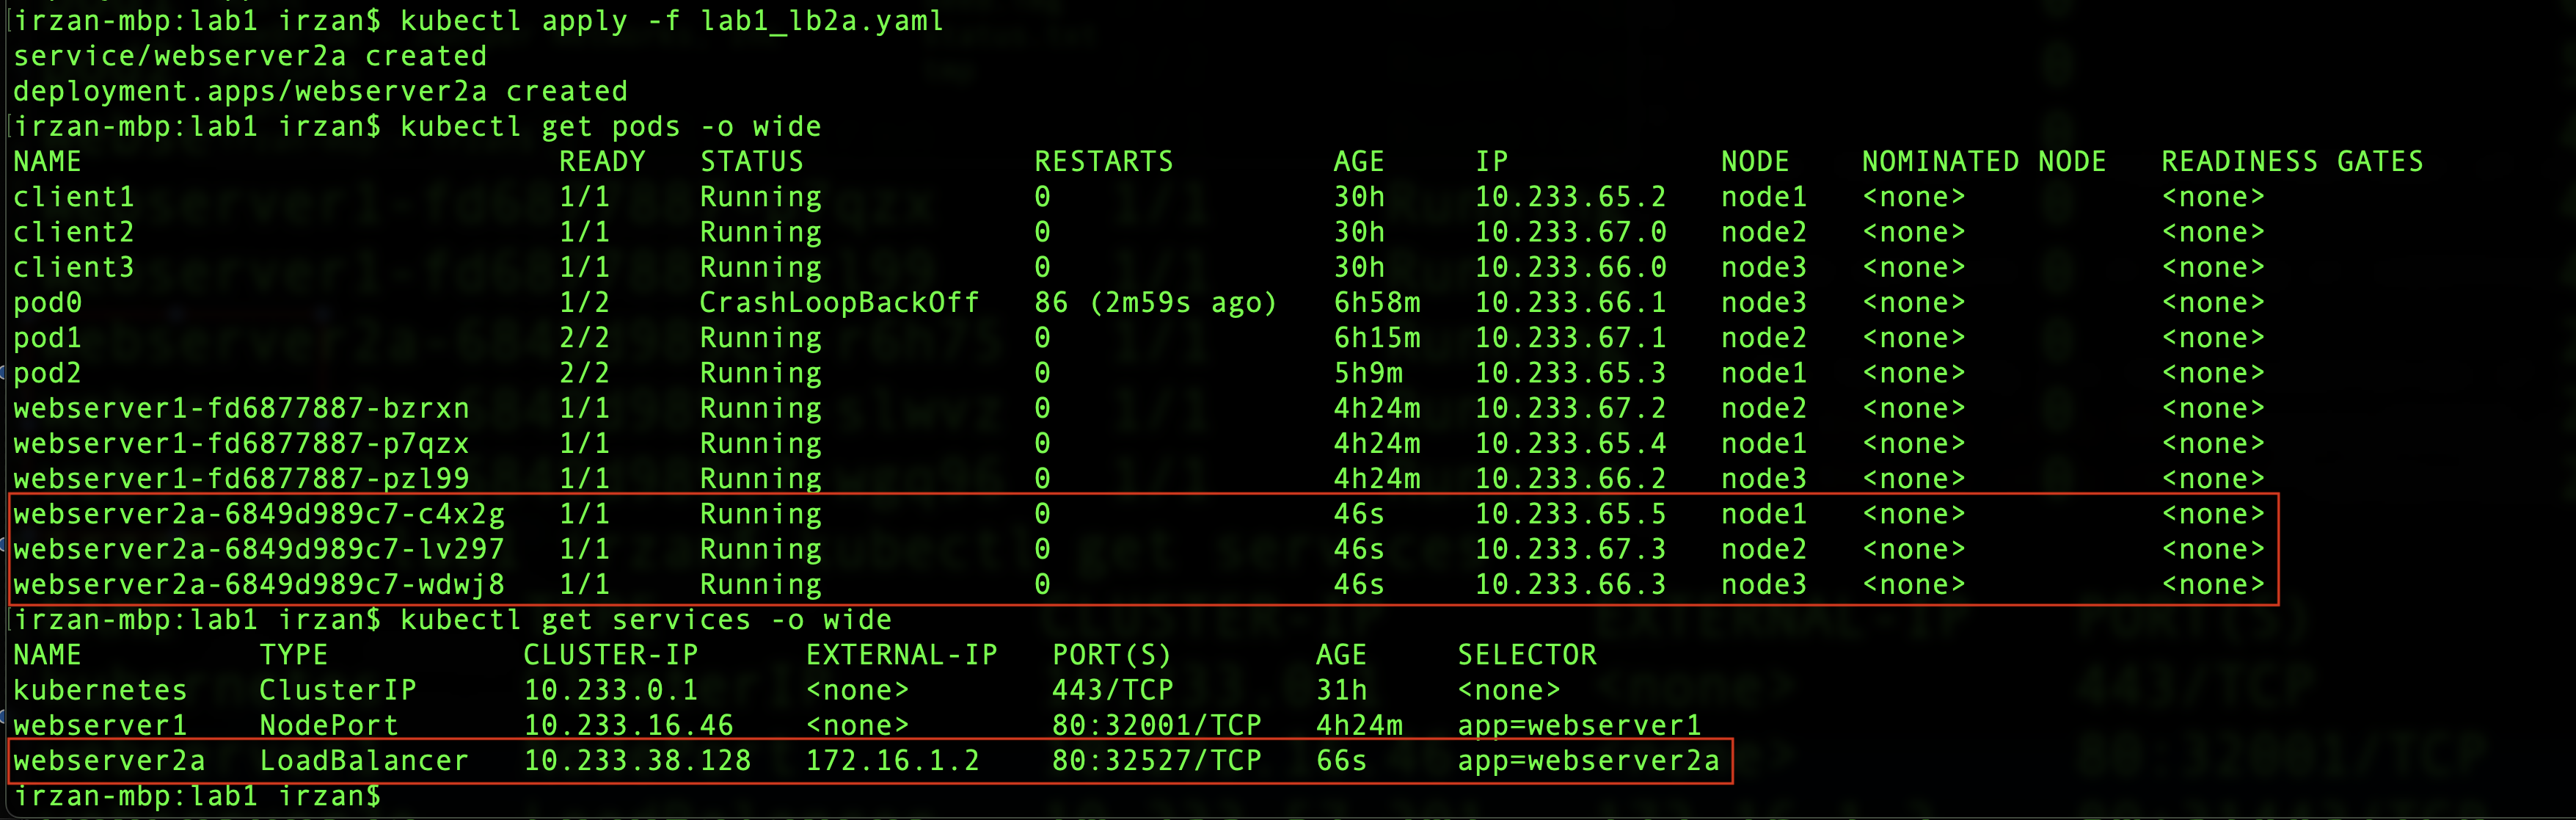 irzan-mbp:lab1 irzan$ kubectl apply -f lab1_lb2a.yaml
service/webserver2a created
deployment.apps/webserver2a created
irzan-mbp:lab1 irzan$ kubectl get pods -o wide
NAME READY STATUS RESTARTS AGE IP NODE NOMINATED NODE READINESS GATES
client1 1/1 Running 0 30h 10.233.65.2 node1 <none> <none>
client2 1/1 Running 0 30h 10.233.67.0 node2 <none> <none>
client3 1/1 Running 0 30h 10.233.66.0 node3 <none> <none>
pod0 1/2 CrashLoopBackOff 86 (2m59s ago) 6h58m 10.233.66.1 node3 <none> <none>
pod1 2/2 Running 0 6h15m 10.233.67.1 node2 <none> <none>
pod2 2/2 Running 0 5h9m 10.233.65.3 node1 <none> <none>
webserver1-fd6877887-bzrxn 1/1 Running 0 4h24m 10.233.67.2 node2 <none> <none>
webserver1-fd6877887-p7qzx 1/1 Running 0 4h24m 10.233.65.4 node1 <none> <none>
webserver1-fd6877887-pzl99 1/1 Running 0 4h24m 10.233.66.2 node3 <none> <none>
webserver2a-6849d989c7-c4x2g 1/1 Running 0 46s 10.233.65.5 node1 <none> <none>
webserver2a-6849d989c7-lv297 1/1 Running 0 46s 10.233.67.3 node2 <none> <none>
webserver2a-6849d989c7-wdwj8 1/1 Running 0 46s 10.233.66.3 node3 <none> <none>
irzan-mbp:lab1 irzan$ kubectl get services -o wide
NAME TYPE CLUSTER-IP EXTERNAL-IP PORT(S) AGE SELECTOR
kubernetes ClusterIP 10.233.0.1 <none> 443/TCP 31h <none>
webserver1 NodePort 10.233.16.46 <none> 80:32001/TCP 4h24m app=webserver1
webserver2a LoadBalancer 10.233.38.128 172.16.1.2 80:32527/TCP 66s app=webserver2a
irzan-mbp:lab1 irzan$